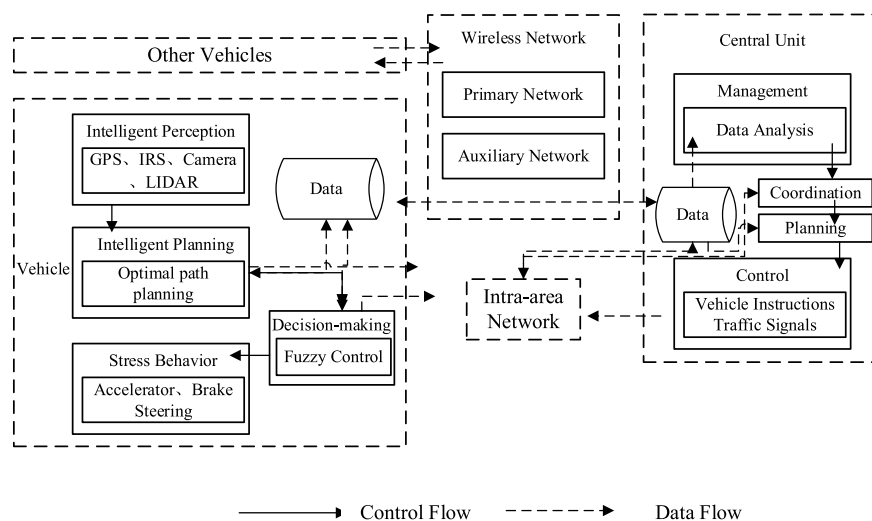 Other Vehicles
Wireless Network
Primary Network
Auxiliary Network
Central Unit
Management
Data Analysis
Coordination
Planning
Data
Control
Vehicle Instructions
Traffic Signals
Vehicle
Intelligent Perception
GPS、IRS、Camera
、LIDAR
Data
Intelligent Planning
Optimal path
planning
Decision-making
Fuzzy Control
Stress Behavior
Accelerator、Brake
Steering
Intra-area
Network
Control Flow
Data Flow